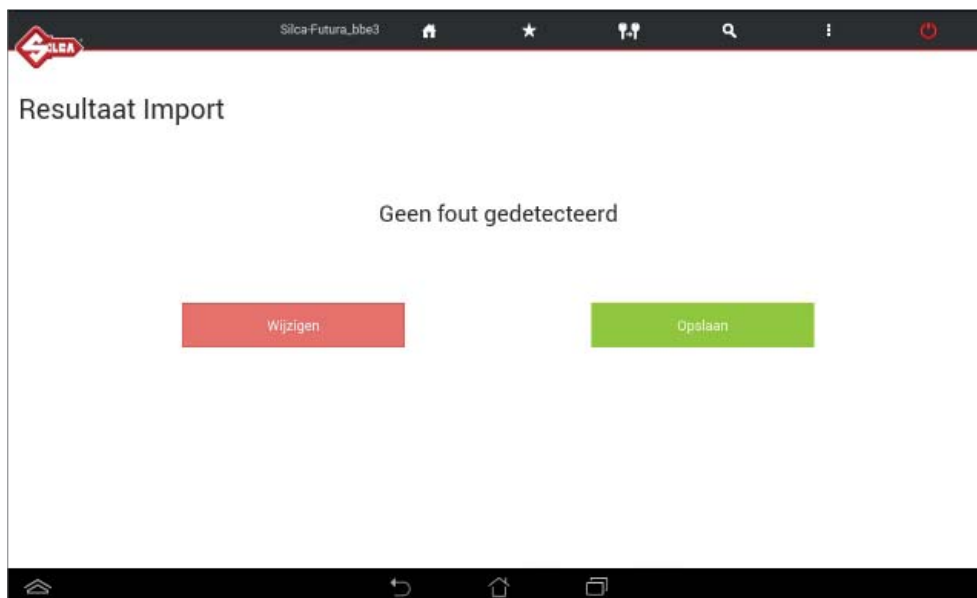 SILCA
Silca-Futura_bbe3
Resultaat Import
Geen fout gedetecteerd
Wijzigen
Opslaan